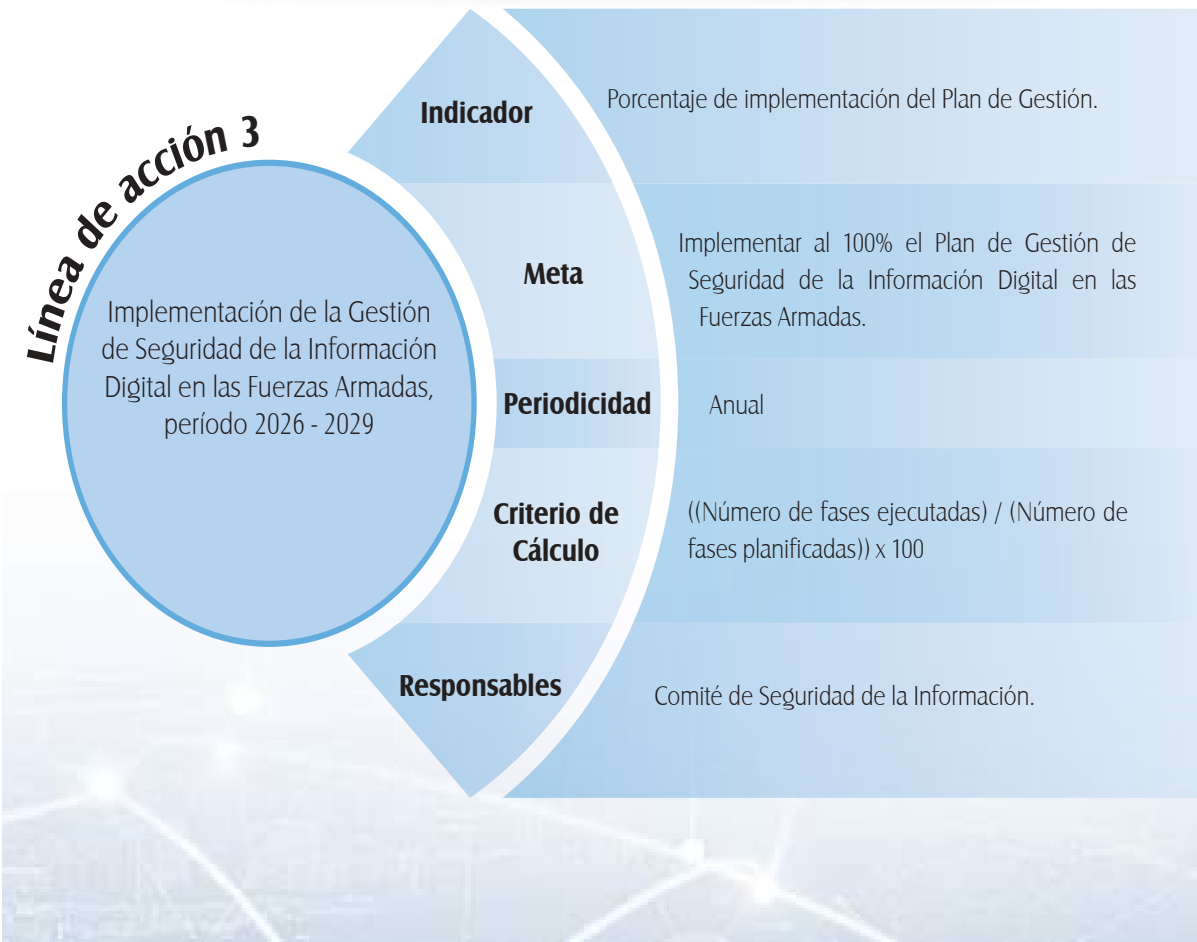 Línea de acción 3
Implementación de la Gestión
de Seguridad de la Información
Digital en las Fuerzas Armadas,
período 2026 - 2029
Indicador
Porcentaje de implementación del Plan de Gestión.
Meta
Implementar al 100% el Plan de Gestión de
Seguridad de la Información Digital en las
Fuerzas Armadas.
Periodicidad
Anual
Criterio de
Cálculo
((Número de fases ejecutadas) / (Número de
fases planificadas)) x 100
Responsables
Comité de Seguridad de la Información.